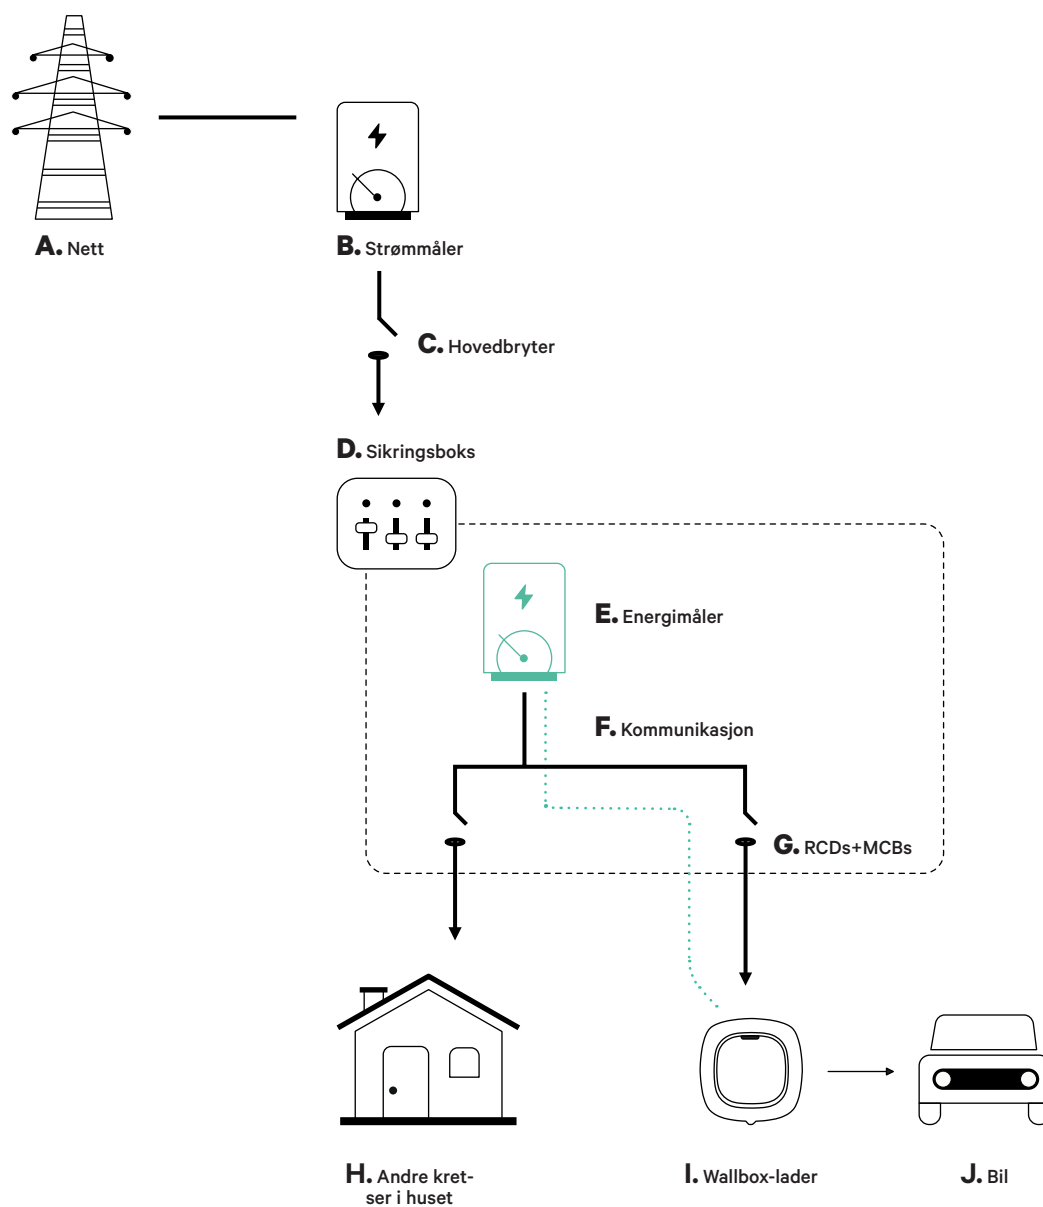 A. Nett
B. Strømmåler
C. Hovedbryter
D. Sikringsboks
E. Energimåler
F. Kommunikasjon
G. RCDs+MCBs
H. Andre kret-
ser i huset
I. Wallbox-lader
J. Bil